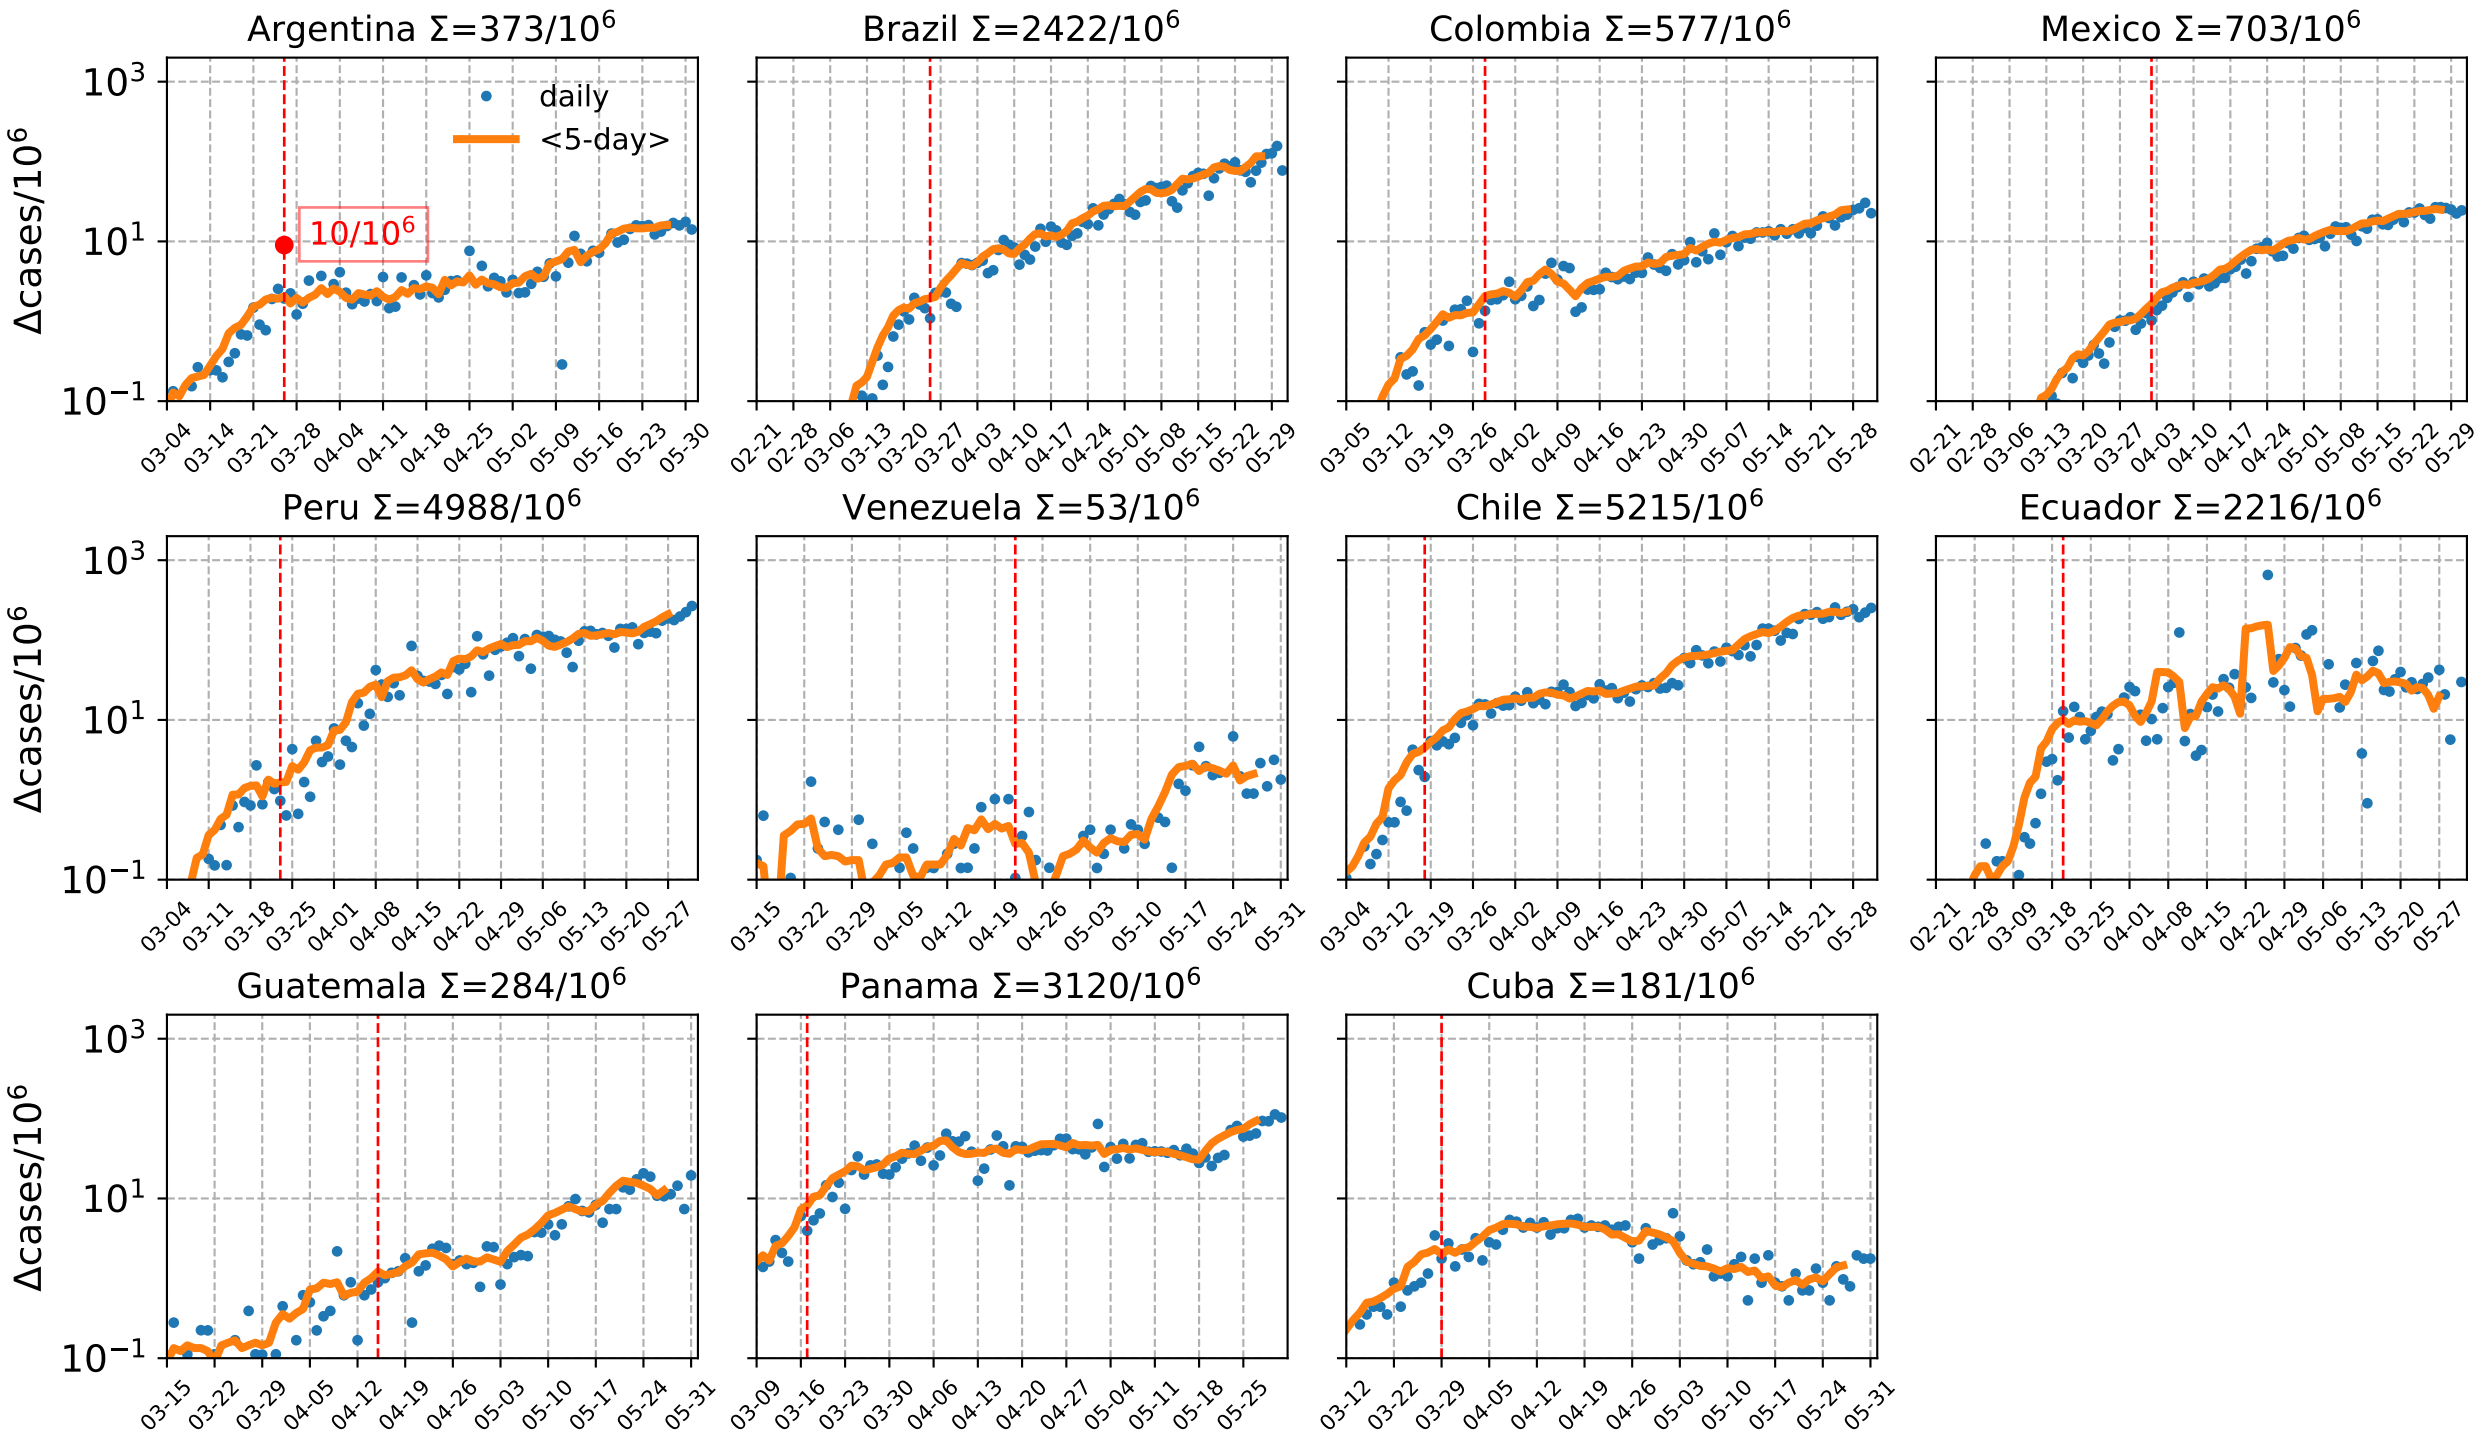 Argentina Σ=373/10⁶
Brazil Σ=2422/10⁶
Colombia Σ=577/10⁶
Mexico Σ=703/10⁶
Δcases/10⁶
10³
10¹
10⁻¹
daily
<5-day>
10/10⁶
03-04 03-14 03-21 03-28 04-04 04-11 04-18 04-25 05-02 05-09 05-16 05-23 05-30
02-21 02-28 03-06 03-13 03-20 03-27 04-03 04-10 04-17 04-24 05-01 05-08 05-15 05-22 05-29
03-05 03-12 03-19 03-26 04-02 04-09 04-16 04-23 04-30 05-07 05-14 05-21 05-28
02-21 02-28 03-06 03-13 03-20 03-27 04-03 04-10 04-17 04-24 05-01 05-08 05-15 05-22 05-29
Peru Σ=4988/10⁶
Venezuela Σ=53/10⁶
Chile Σ=5215/10⁶
Ecuador Σ=2216/10⁶
Δcases/10⁶
10³
10¹
10⁻¹
03-04 03-11 03-18 03-25 04-01 04-08 04-15 04-22 04-29 05-06 05-13 05-20 05-27
03-15 03-22 03-29 04-05 04-12 04-19 04-26 05-03 05-10 05-17 05-24 05-31
03-04 03-12 03-19 03-26 04-02 04-09 04-16 04-23 04-30 05-07 05-14 05-21 05-28
02-21 02-28 03-09 03-18 03-25 04-01 04-08 04-15 04-22 04-29 05-06 05-13 05-20 05-27
Guatemala Σ=284/10⁶
Panama Σ=3120/10⁶
Cuba Σ=181/10⁶
Δcases/10⁶
10³
10¹
10⁻¹
03-15 03-22 03-29 04-05 04-12 04-19 04-26 05-03 05-10 05-17 05-24 05-31
03-09 03-16 03-23 03-30 04-06 04-13 04-20 04-27 05-04 05-11 05-18 05-25
03-12 03-22 03-29 04-05 04-12 04-19 04-26 05-03 05-10 05-17 05-24 05-31